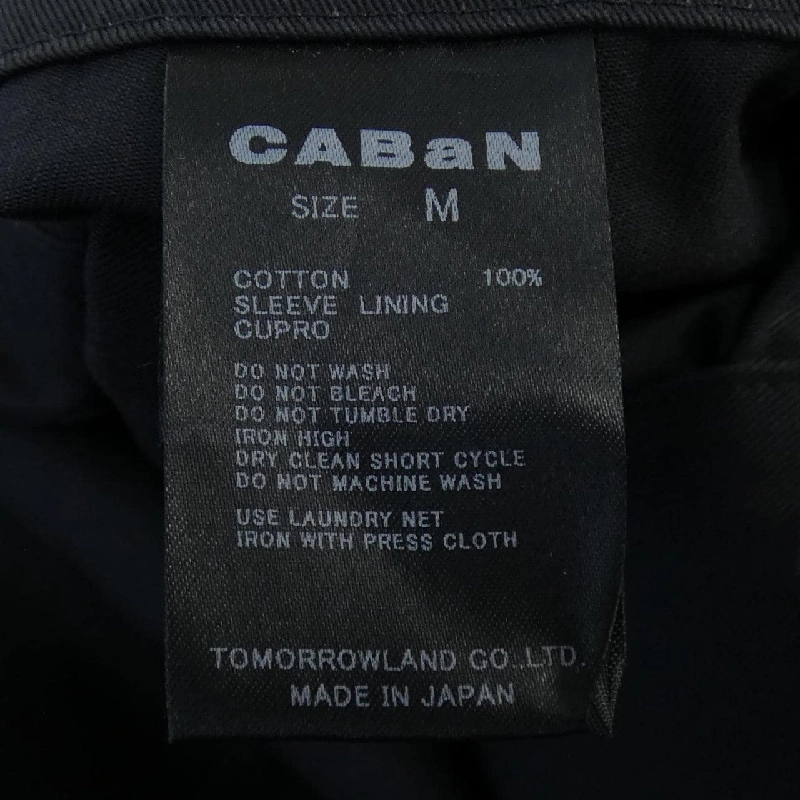 CABaN
SIZE M
COTTON 100%
SLEEVE LINING
CUPRO
DO NOT WASH
DO NOT BLEACH
DO NOT TUMBLE DRY
IRON HIGH
DRY CLEAN SHORT CYCLE
DO NOT MACHINE WASH
USE LAUNDRY NET
IRON WITH PRESS CLOTH
TOMORROWLAND CO.,LTD.
MADE IN JAPAN